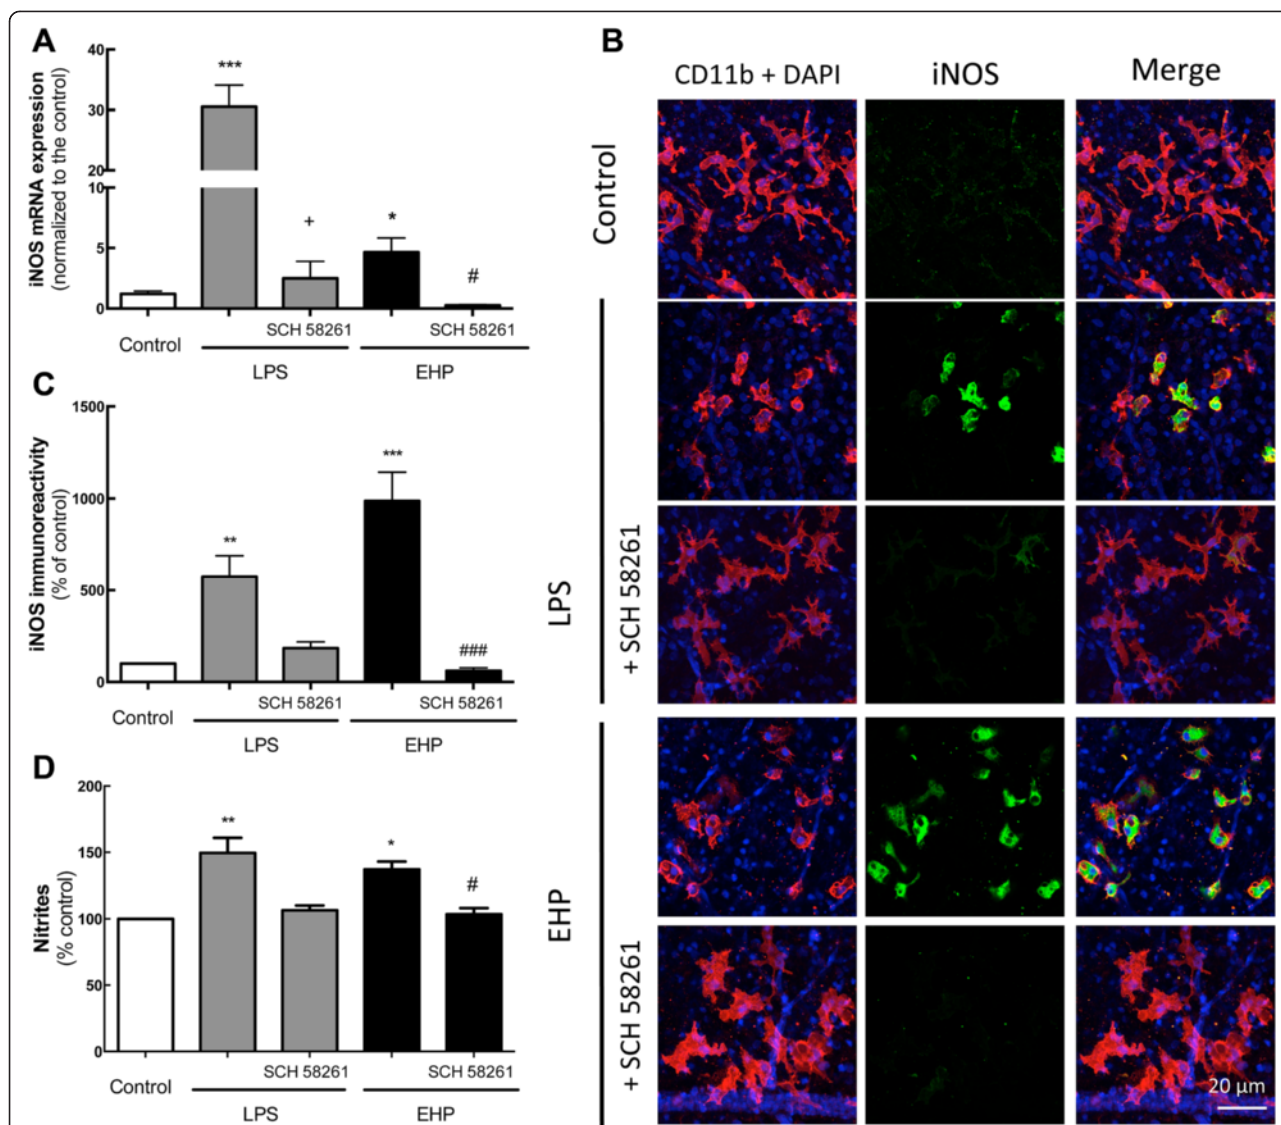 A
iNOS mRNA expression
(normalized to the control)
40
30
20
10
5
0
***
+
*
#
Control
SCH 58261
SCH 58261
LPS
EHP
B
CD11b + DAPI
iNOS
Merge
Control
LPS
+ SCH 58261
EHP
+ SCH 58261
20 μm
C
iNOS immunoreactivity
(% of control)
1500
1000
500
0
**
***
###
Control
SCH 58261
SCH 58261
LPS
EHP
D
Nitrites
(% control)
200
150
100
50
0
**
*
#
Control
SCH 58261
SCH 58261
LPS
EHP